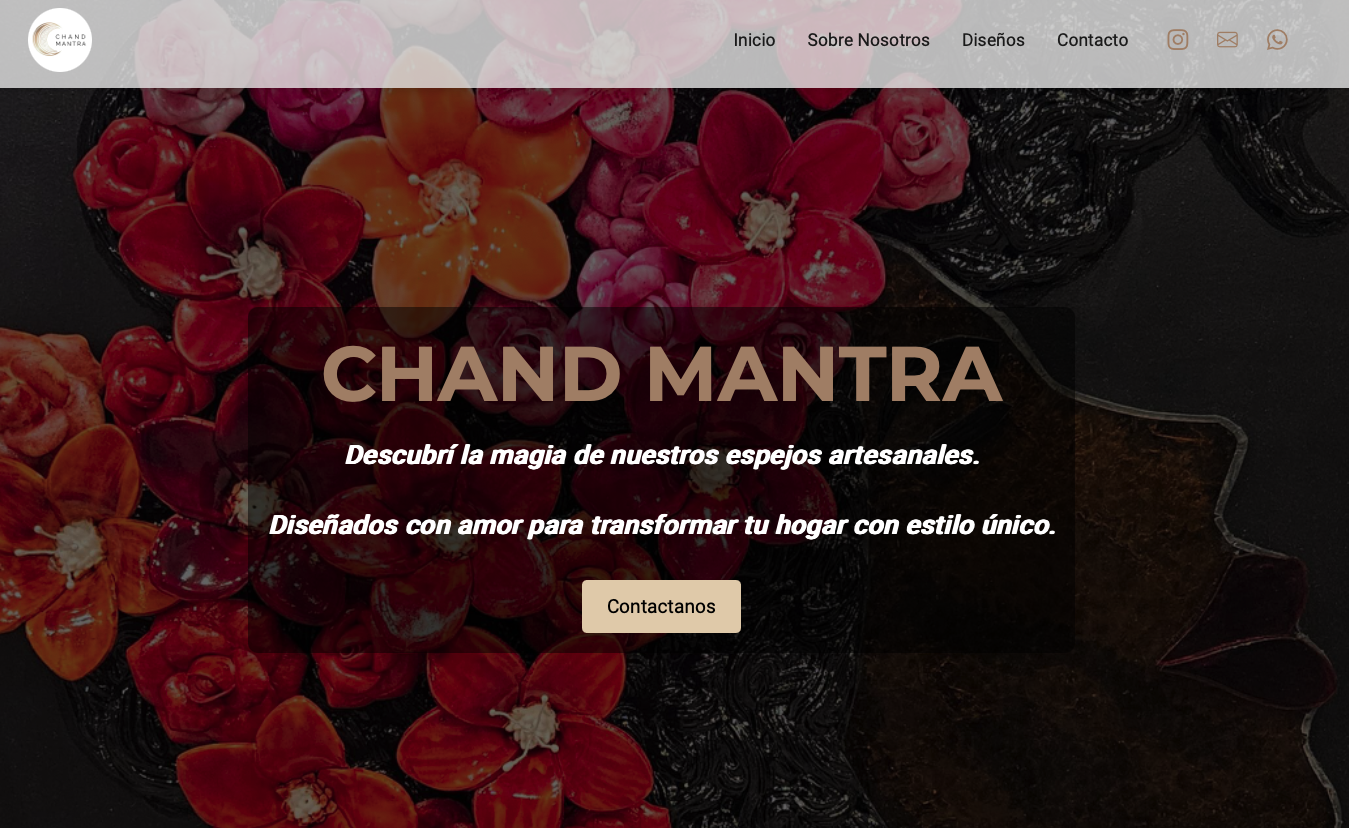 CHAND
MANTRA
Inicio
Sobre Nosotros
Diseños
Contacto
CHAND MANTRA
Descubrí la magia de nuestros espejos artesanales.
Diseñados con amor para transformar tu hogar con estilo único.
Contactanos